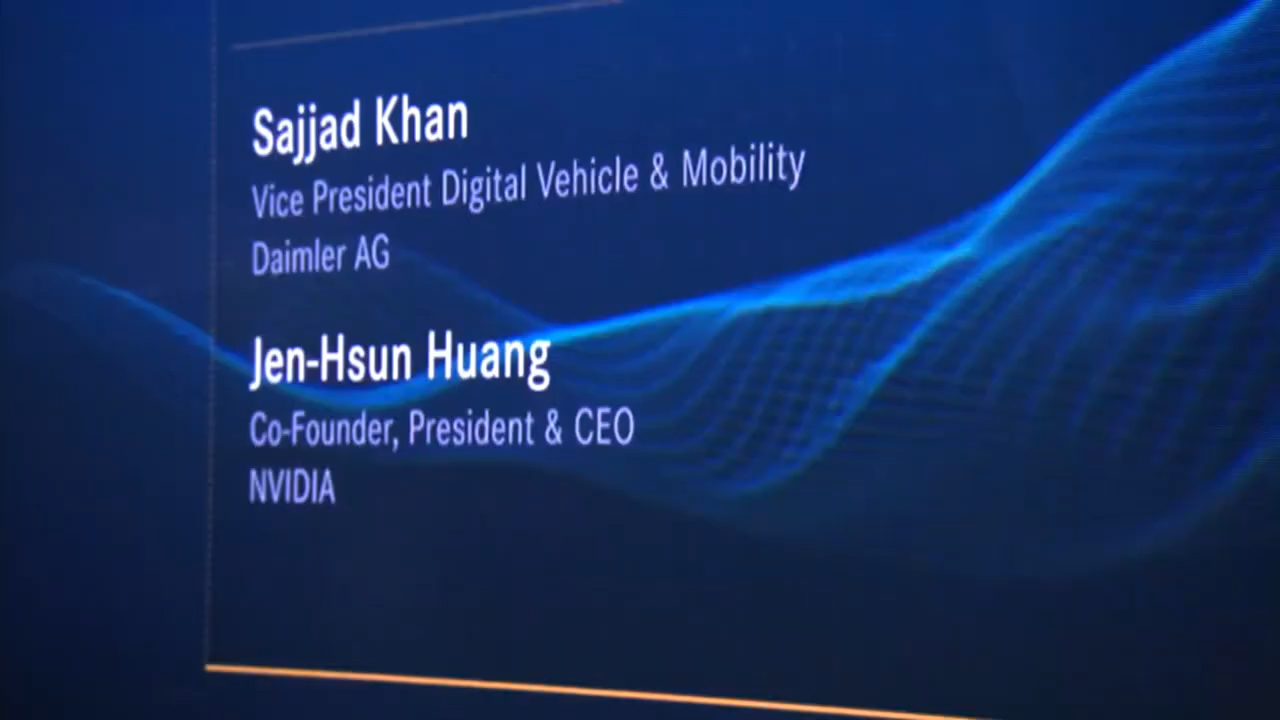 Sajjad Khan
Vice President Digital Vehicle & Mobility
Daimler AG
Jen-Hsun Huang
Co-Founder, President & CEO
NVIDIA